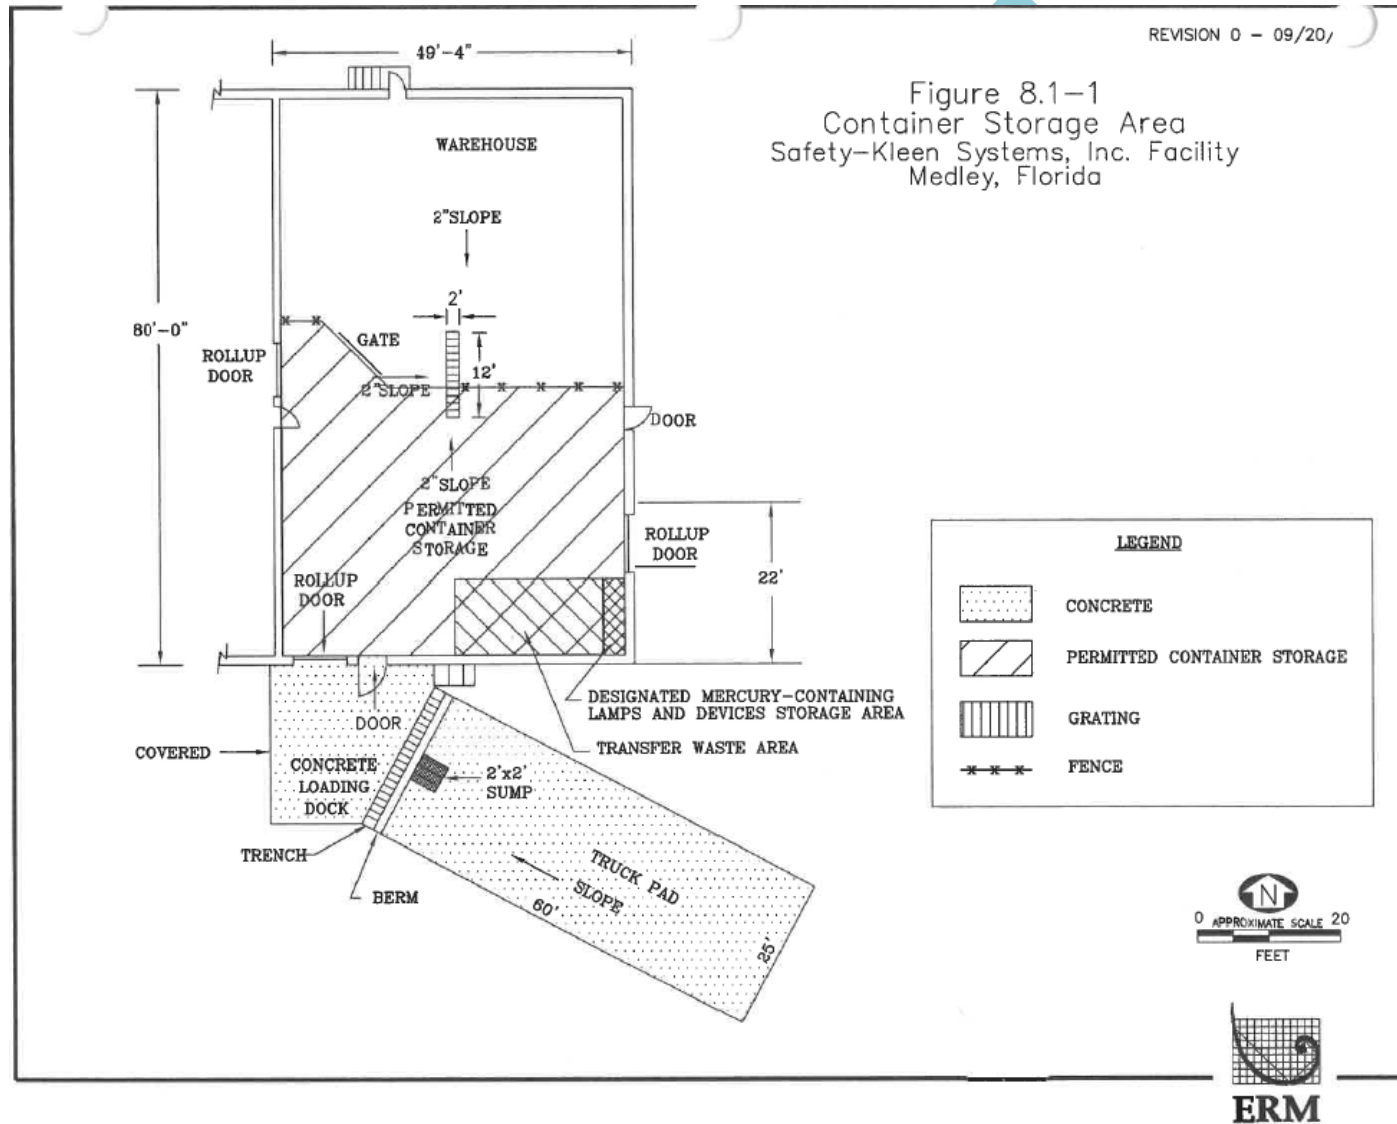 REVISION 0 – 09/20/
Figure 8.1–1
Container Storage Area
Safety–Kleen Systems, Inc. Facility
Medley, Florida
49'-4"
WAREHOUSE
2"SLOPE
2'
80'-0"
GATE
ROLLUP
DOOR
12'
2"SLOPE
DOOR
2"SLOPE
PERMITTED
CONTAINER
STORAGE
ROLLUP
DOOR
22'
ROLLUP
DOOR
DESIGNATED MERCURY-CONTAINING
LAMPS AND DEVICES STORAGE AREA
TRANSFER WASTE AREA
DOOR
COVERED
CONCRETE
LOADING
DOCK
2'x2'
SUMP
TRENCH
BERM
TRUCK PAD
SLOPE
60'
25'
LEGEND
CONCRETE
PERMITTED CONTAINER STORAGE
GRATING
FENCE
N
0 APPROXIMATE SCALE 20
FEET
ERM